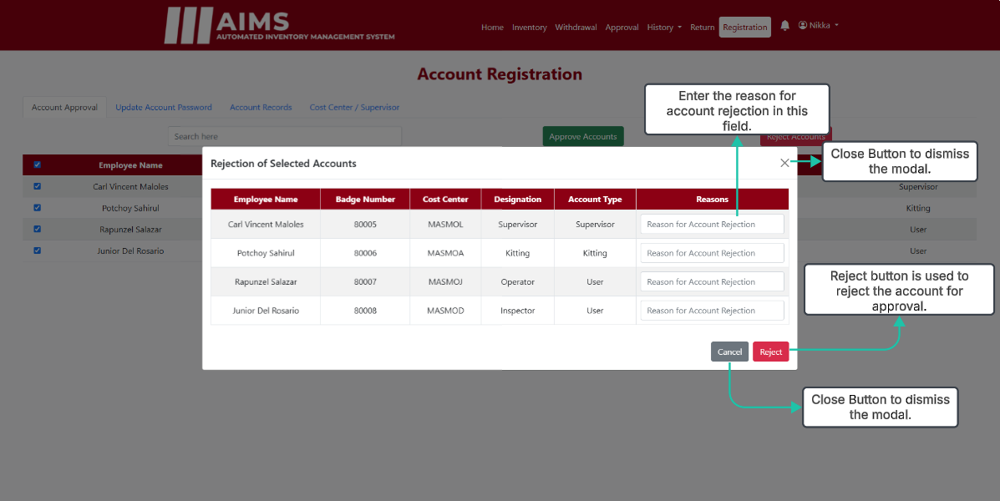 AIMS
AUTOMATED INVENTORY MANAGEMENT SYSTEM
Home Inventory Withdrawal Approval History Return Registration Nikka
Account Registration
Account Approval Update Account Password Account Records Cost Center / Supervisor
Enter the reason for
account rejection in this
field.
Search here Approve Accounts Reject Accounts
Employee Name
Carl Vincent Maloles Supervisor
Potchoy Sahirul Kitting
Rapunzel Salazar User
Junior Del Rosario User
Rejection of Selected Accounts
Close Button to dismiss
the modal.
Employee Name Badge Number Cost Center Designation Account Type Reasons
Carl Vincent Maloles 80005 MASMOL Supervisor Supervisor Reason for Account Rejection
Potchoy Sahirul 80006 MASMOA Kitting Kitting Reason for Account Rejection
Rapunzel Salazar 80007 MASMOJ Operator User Reason for Account Rejection
Junior Del Rosario 80008 MASMOD Inspector User Reason for Account Rejection
Reject button is used to
reject the account for
approval.
Cancel Reject
Close Button to dismiss
the modal.